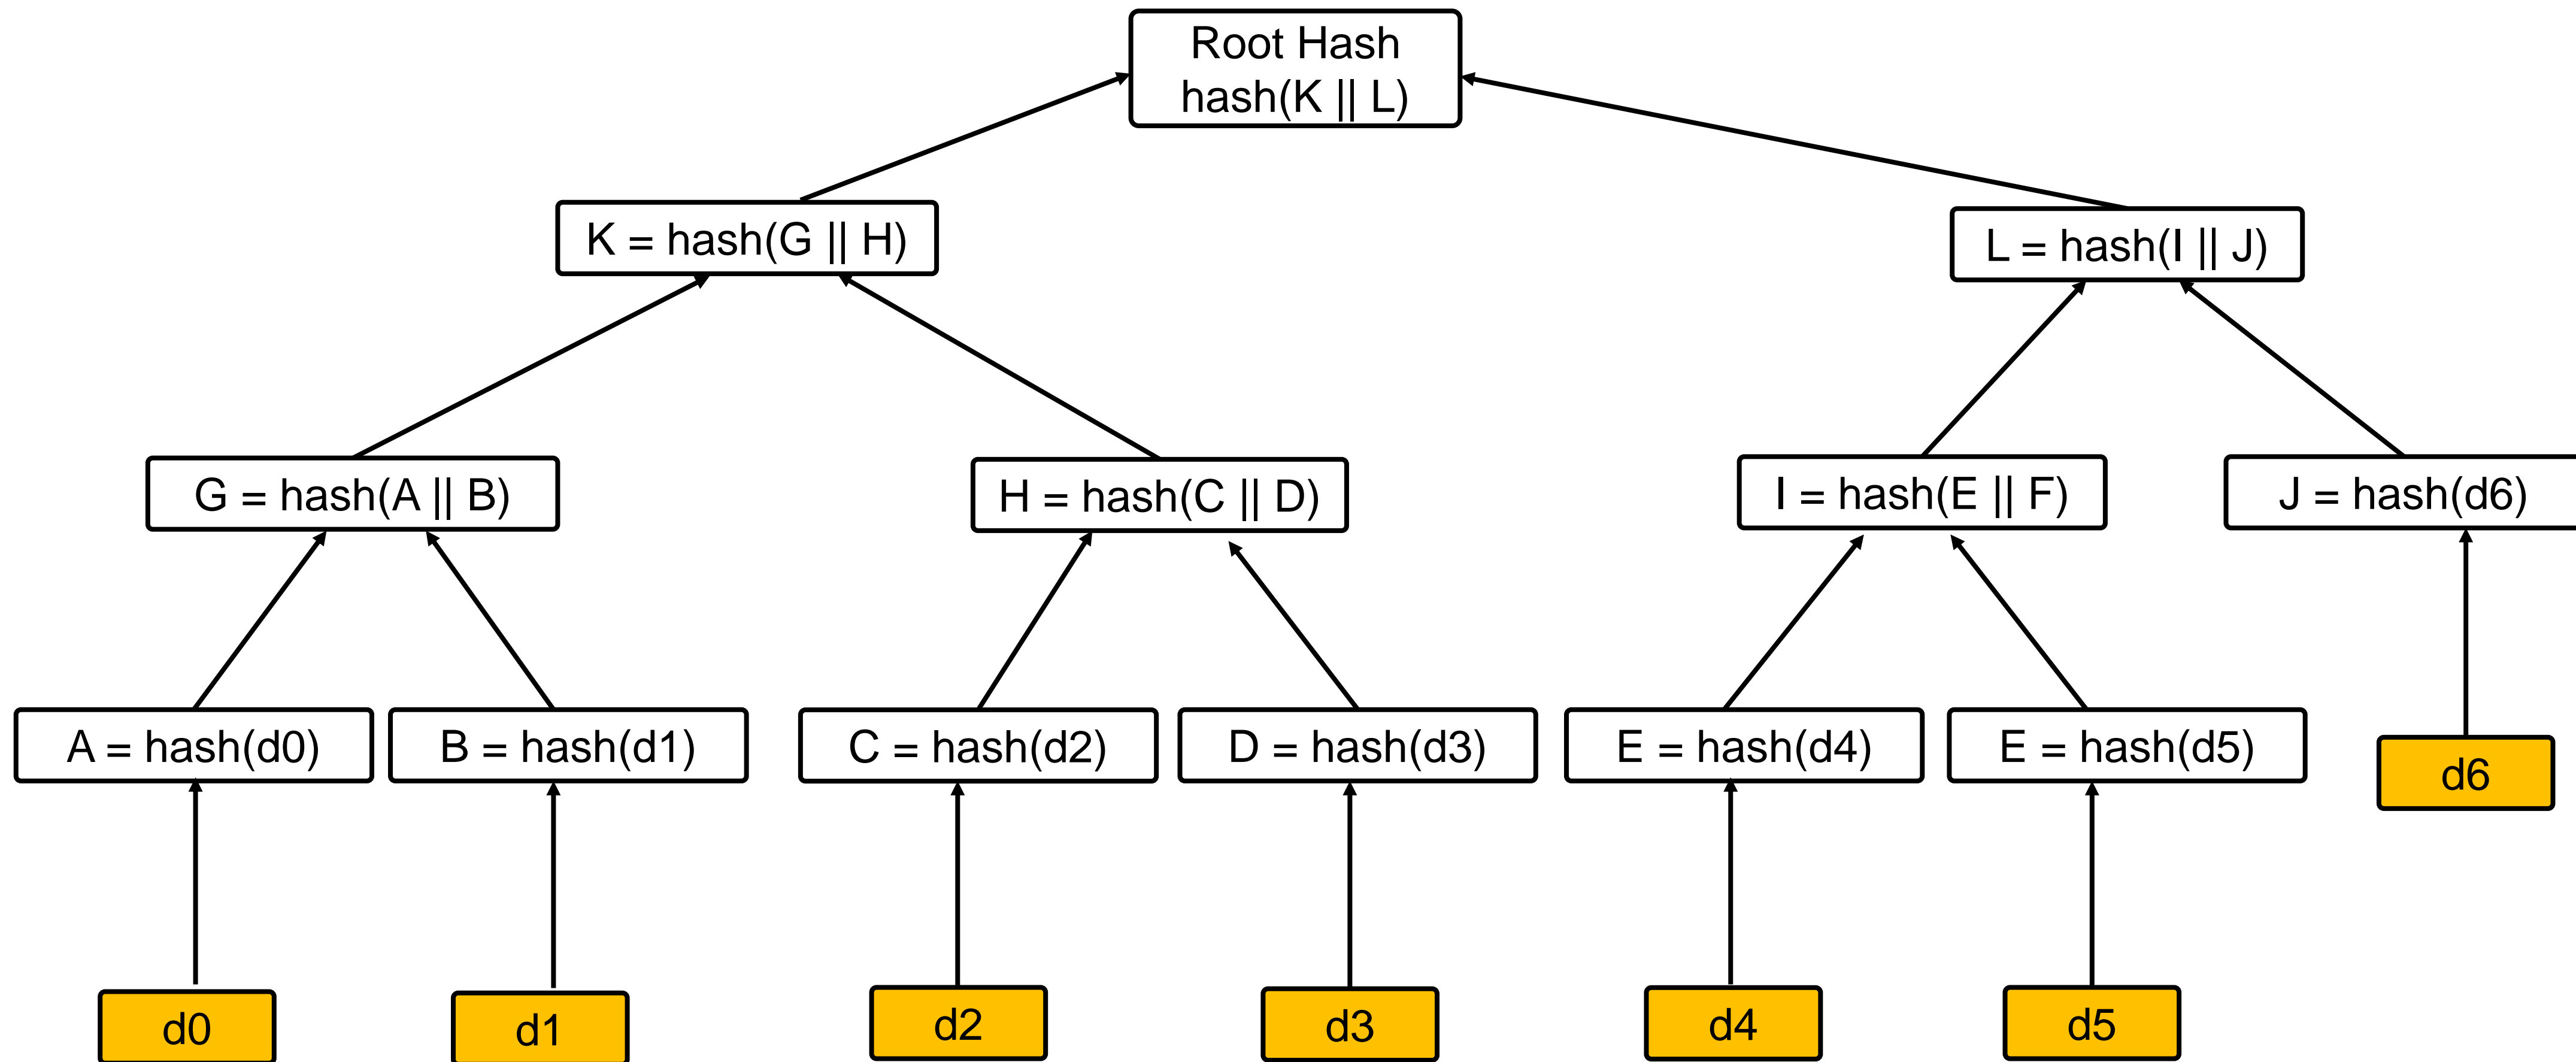 Root Hash
hash(K || L)
K = hash(G || H)
L = hash(I || J)
G = hash(A || B)
H = hash(C || D)
I = hash(E || F)
J = hash(d6)
A = hash(d0)
B = hash(d1)
C = hash(d2)
D = hash(d3)
E = hash(d4)
E = hash(d5)
d6
d0
d1
d2
d3
d4
d5